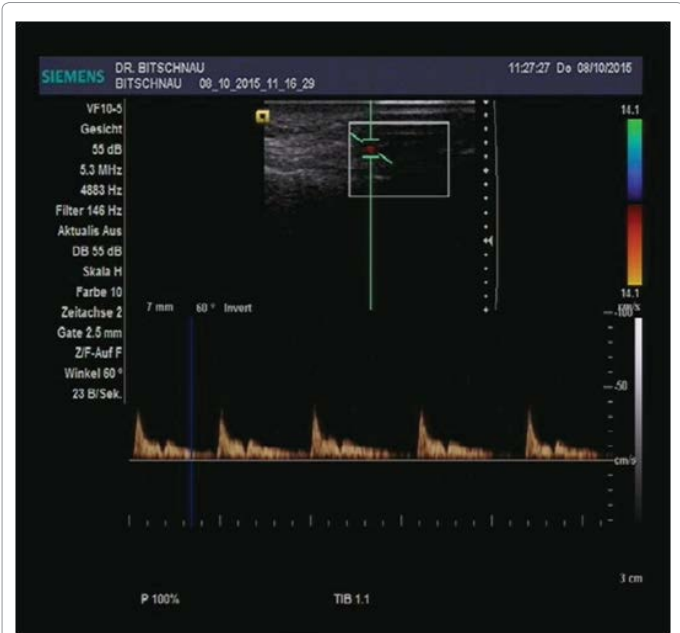 SIEMENS
DR. BITSCHNAU
BITSCHNAU 08_10_2015_11_16_29
11:27:27 Do 08/10/2015
VF10-5
Gesicht
55 dB
5.3 MHz
4883 Hz
Filter 146 Hz
Aktualis Aus
DB 55 dB
Skala H
Farbe 10
Zeitachse 2
Gate 2.5 mm
Z/F-Auf F
Winkel 60 °
23 B/Sek.
14.1
14.1
cm/s
7 mm 60 ° Invert
-100
-50
cm/s
3 cm
P 100% TIB 1.1